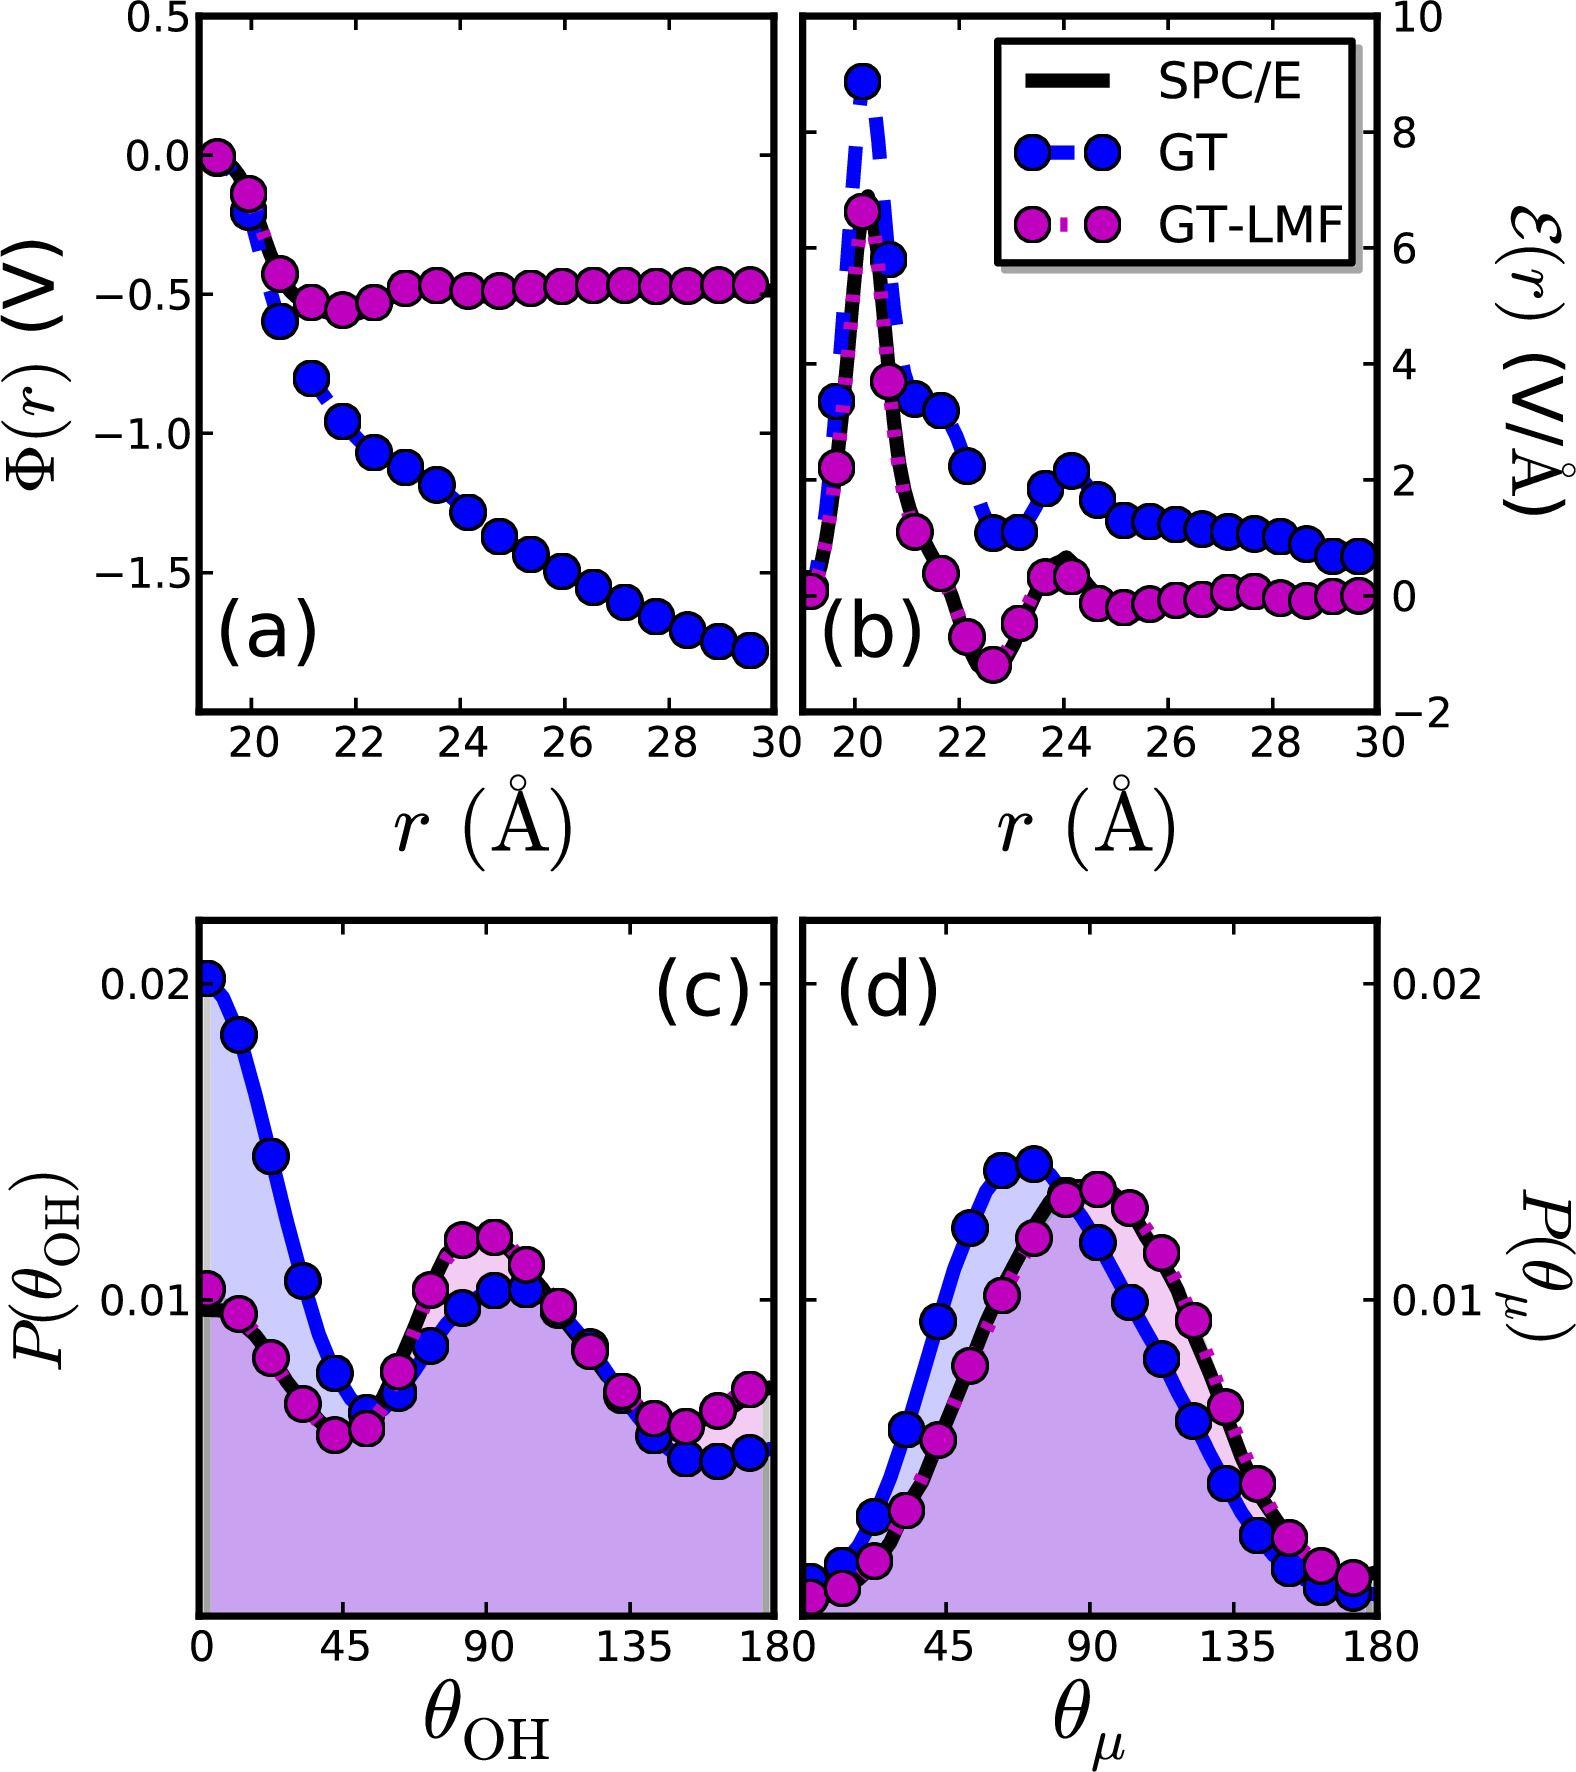 0.5
0.0
−0.5
−1.0
−1.5
Φ(r) (V)
(a)
20 22 24 26 28 30
r (Å)
SPC/E
GT
GT-LMF
10
8
6
4
2
0
−2
ℰ(r) (V/Å)
(b)
20 22 24 26 28 30
r (Å)
0.02
0.01
P(θOH)
(c)
0 45 90 135 180
θOH
(d)
0.02
0.01
P(θμ)
0 45 90 135 180
θμ